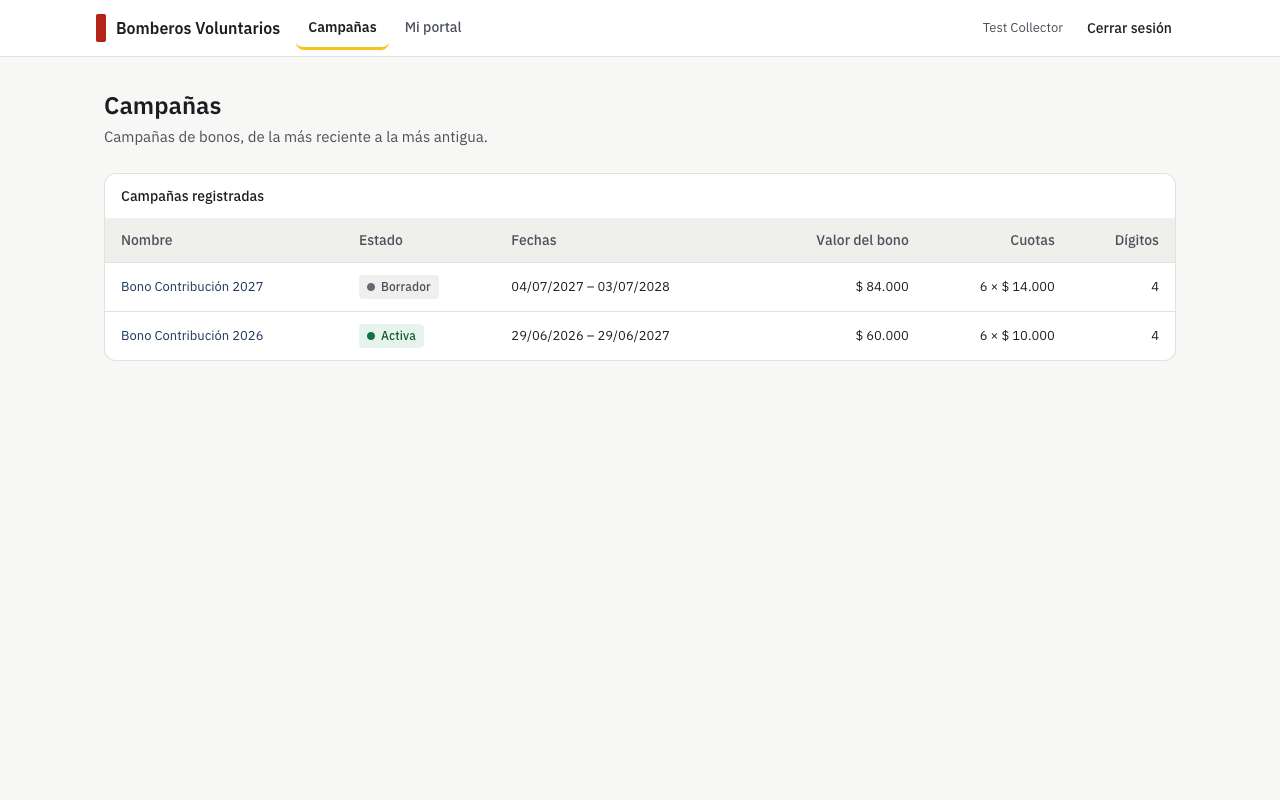 Bomberos Voluntarios Campañas Mi portal Test Collector Cerrar sesión
Campañas
Campañas de bonos, de la más reciente a la más antigua.
Campañas registradas
Nombre Estado Fechas Valor del bono Cuotas Dígitos
Bono Contribución 2027 Borrador 04/07/2027 – 03/07/2028 $ 84.000 6 × $ 14.000 4
Bono Contribución 2026 Activa 29/06/2026 – 29/06/2027 $ 60.000 6 × $ 10.000 4